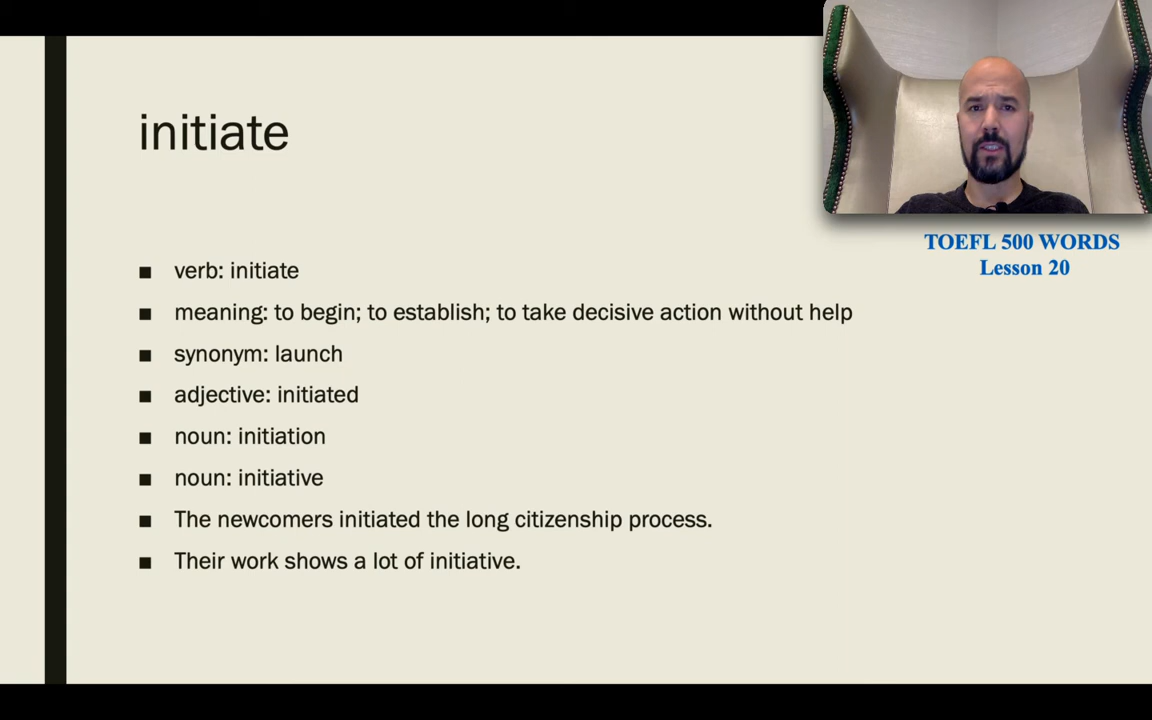 initiate
TOEFL 500 WORDS
Lesson 20
■ verb: initiate
■ meaning: to begin; to establish; to take decisive action without help
■ synonym: launch
■ adjective: initiated
■ noun: initiation
■ noun: initiative
■ The newcomers initiated the long citizenship process.
■ Their work shows a lot of initiative.